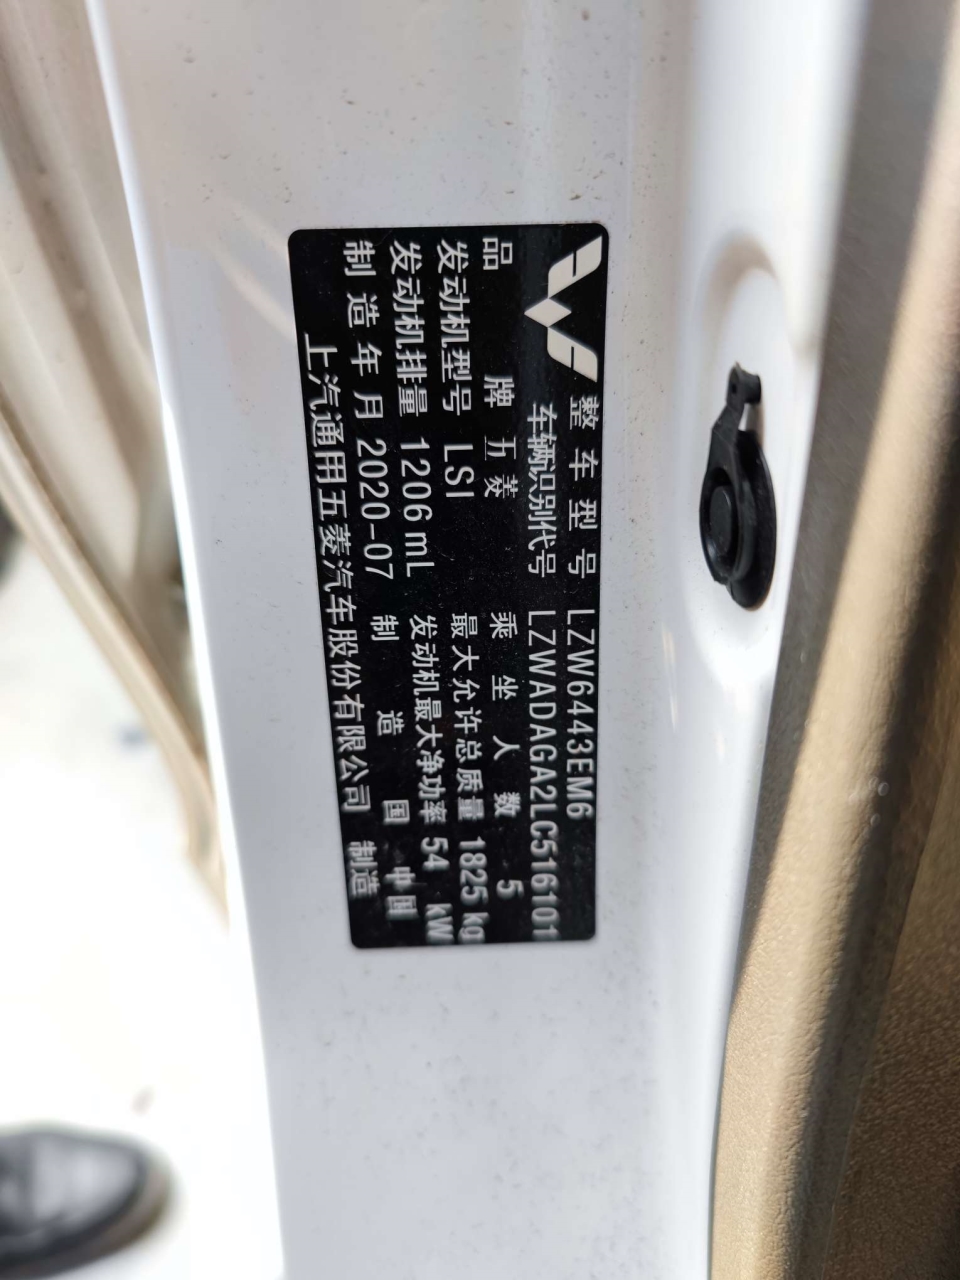 整车型号 LZW6443EM6
车辆识别代号 LZWADAGA2LC516101
品牌 五菱 乘坐人数 5
发动机型号 LSI 最大允许总质量 1825 kg
发动机排量 1206 mL 发动机最大净功率 54 kW
制造年月 2020-07 制造国 中国
上汽通用五菱汽车股份有限公司 制造